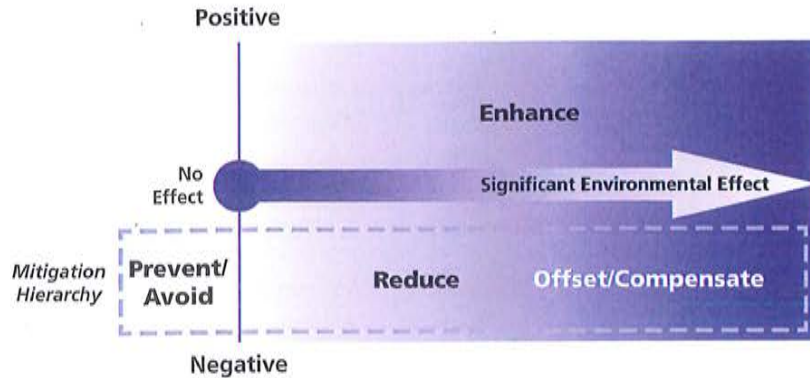 Positive
Enhance
No
Effect
Significant Environmental Effect
Mitigation
Hierarchy
Prevent/
Avoid
Reduce
Offset/Compensate
Negative